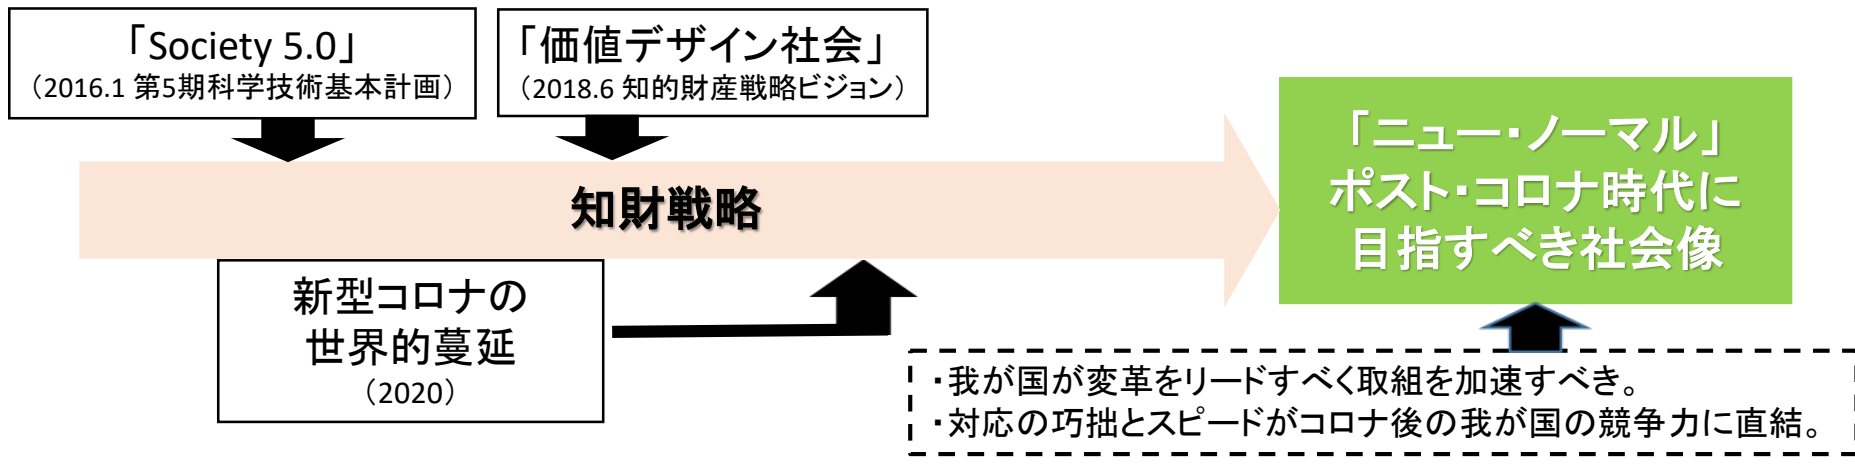 「Society 5.0」
（2016.1 第5期科学技術基本計画）
「価値デザイン社会」
（2018.6 知的財産戦略ビジョン）
知財戦略
「ニュー・ノーマル」
ポスト・コロナ時代に
目指すべき社会像
新型コロナの
世界的蔓延
（2020）
・我が国が変革をリードすべく取組を加速すべき。
・対応の巧拙とスピードがコロナ後の我が国の競争力に直結。